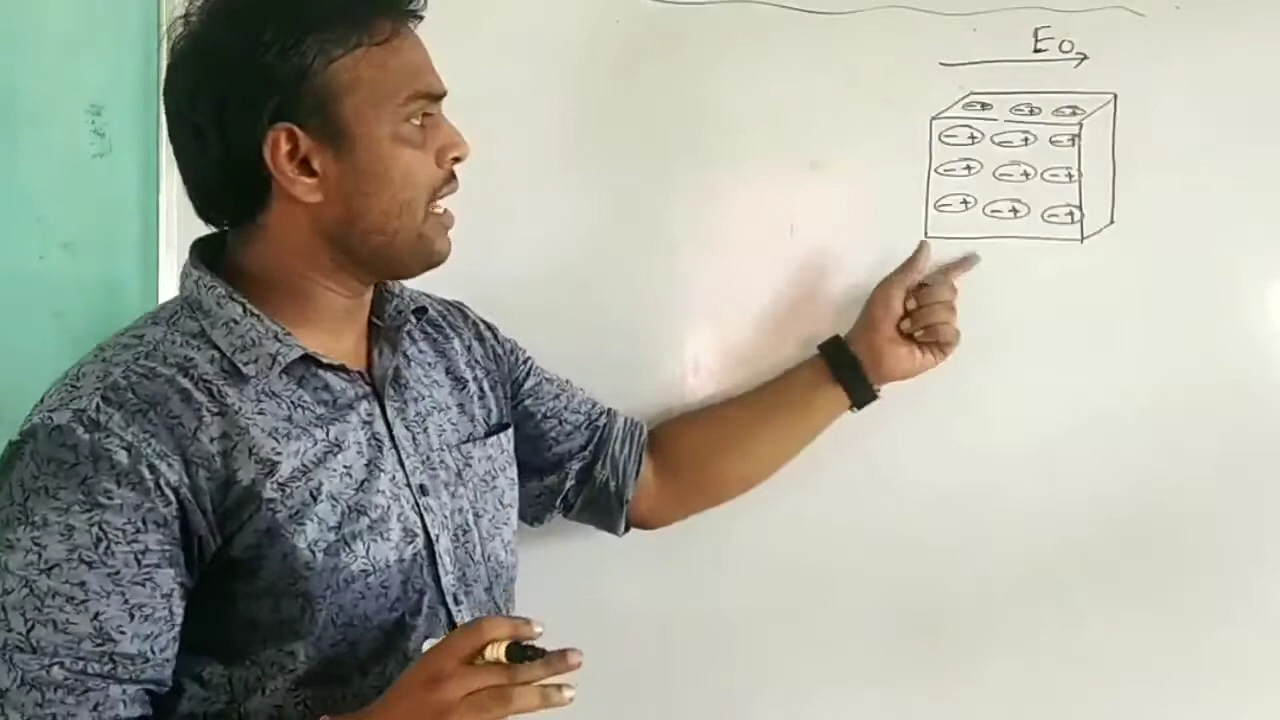 E₀
- + - + - +
- + - + - +
- + - + - +
- + - + - +